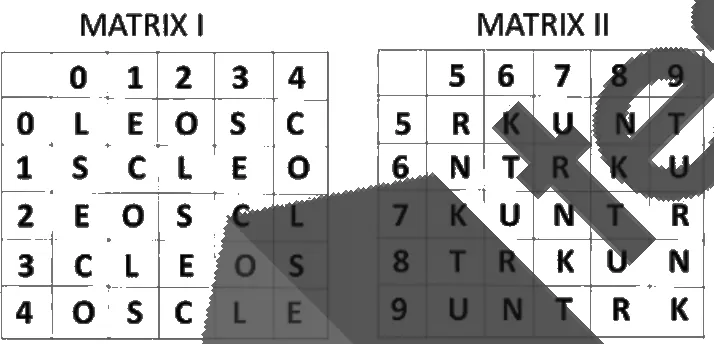 MATRIX I
0 1 2 3 4
0 L E O S C
1 S C L E O
2 E O S C L
3 C L E O S
4 O S C L E
MATRIX II
5 6 7 8 9
5 R K U N T
6 N T R K U
7 K U N T R
8 T R K U N
9 U N T R K
te